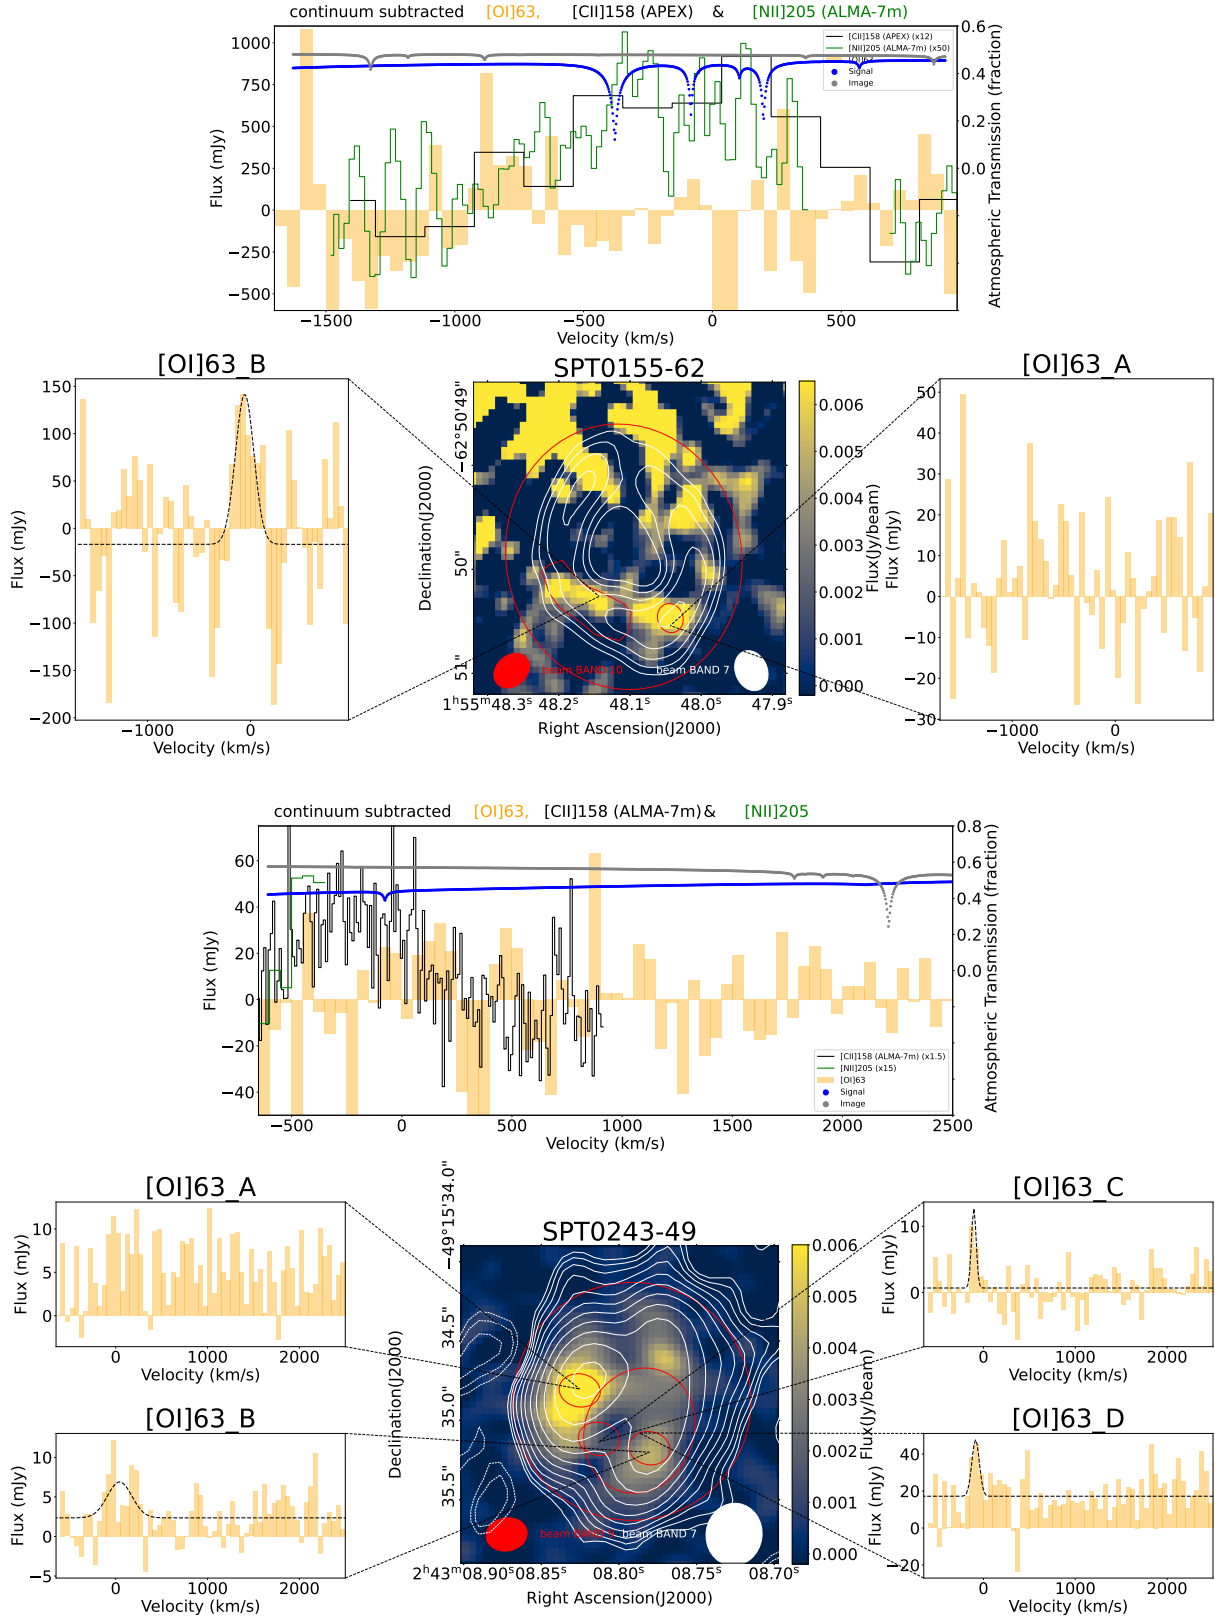 continuum subtracted [OI]63, [CII]158 (APEX) & [NII]205 (ALMA-7m)
[CII]158 (APEX) (x12)
[NII]205 (ALMA-7m) (x50)
Signal
Image
1000
750
500
250
0
−250
−500
Flux (mJy)
0.6
0.4
0.2
0.0
Atmospheric Transmission (fraction)
−1500 −1000 −500 0 500
Velocity (km/s)
[OI]63_B
150
100
50
0
−50
−100
−150
−200
Flux (mJy)
−1000 0
Velocity (km/s)
SPT0155-62
−62°50'49"
50"
51"
Declination(J2000)
beam BAND 10 beam BAND 7
1h55m48.3s 48.2s 48.1s 48.0s 47.9s
Right Ascension(J2000)
0.006
0.005
0.004
0.003
0.002
0.001
0.000
Flux(Jy/beam)
[OI]63_A
50
40
30
20
10
0
−10
−20
−30
Flux (mJy)
−1000 0
Velocity (km/s)
continuum subtracted [OI]63, [CII]158 (ALMA-7m)& [NII]205
60
40
20
0
−20
−40
Flux (mJy)
0.8
0.6
0.4
0.2
0.0
Atmospheric Transmission (fraction)
[CII]158 (ALMA-7m) (x1.5)
[NII]205 (x15)
[OI]63
Signal
Image
−500 0 500 1000 1500 2000 2500
Velocity (km/s)
[OI]63_A
10
5
0
Flux (mJy)
0 1000 2000
Velocity (km/s)
[OI]63_B
10
5
0
−5
Flux (mJy)
0 1000 2000
Velocity (km/s)
SPT0243-49
−49°15'34.0"
34.5"
35.0"
35.5"
Declination(J2000)
beam BAND beam BAND 7
2h43m08.90s 08.85s 08.80s 08.75s 08.70s
Right Ascension(J2000)
0.006
0.005
0.004
0.003
0.002
0.001
0.000
Flux(Jy/beam)
[OI]63_C
10
0
Flux (mJy)
0 1000 2000
Velocity (km/s)
[OI]63_D
40
20
0
−20
Flux (mJy)
0 1000 2000
Velocity (km/s)